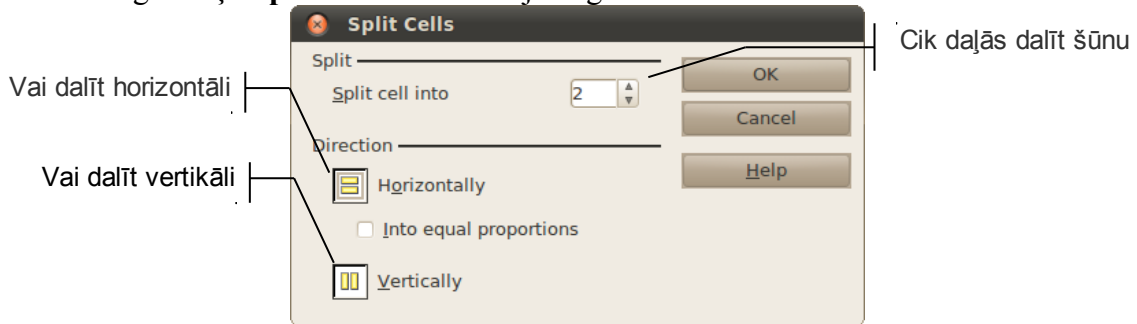 Split Cells
Cik daļās dalīt šūnu
Split
OK
Vai dalīt horizontāli
Split cell into
2
Cancel
Direction
Help
Vai dalīt vertikāli
Horizontally
Into equal proportions
Vertically